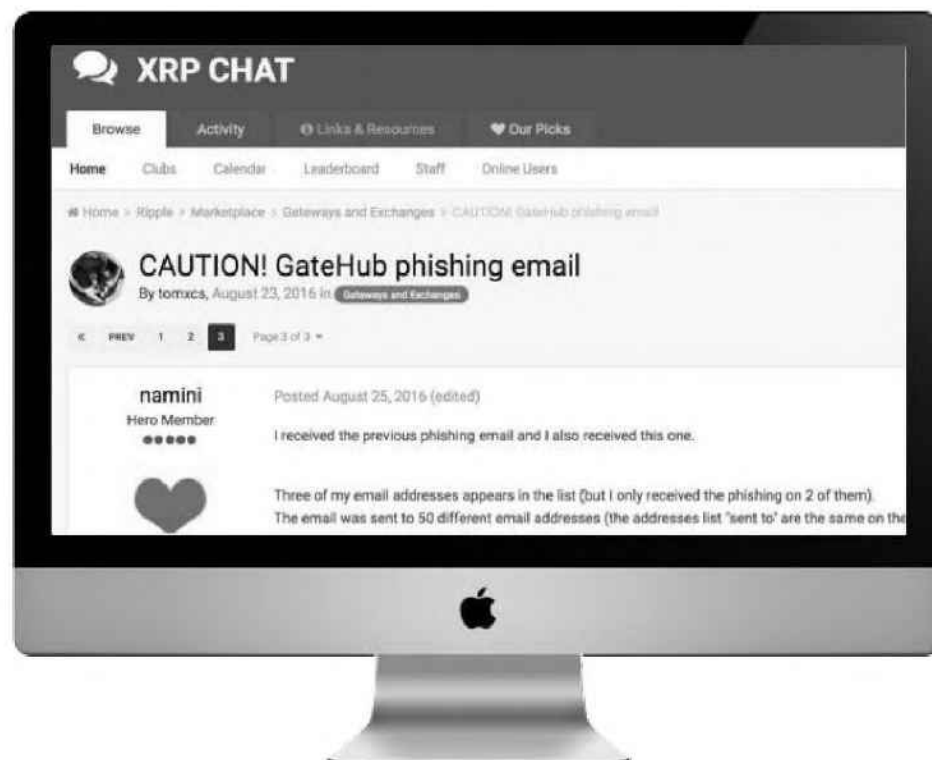 XRP CHAT
Browse Activity Links & Resources Our Picks
Home Clubs Calendar Leaderboard Staff Online Users
Home > Ripple > Marketplace > Gateways and Exchanges > CAUTION! GateHub phishing email
CAUTION! GateHub phishing email
By tomxcs, August 23, 2016 in Gateways and Exchanges
« PREV 1 2 3 Page 3 of 3
namini
Posted August 25, 2016 (edited)
Hero Member
I received the previous phishing email and I also received this one.
Three of my email addresses appears in the list (but I only received the phishing on 2 of them).
The email was sent to 50 different email addresses (the addresses list "sent to" are the same on the